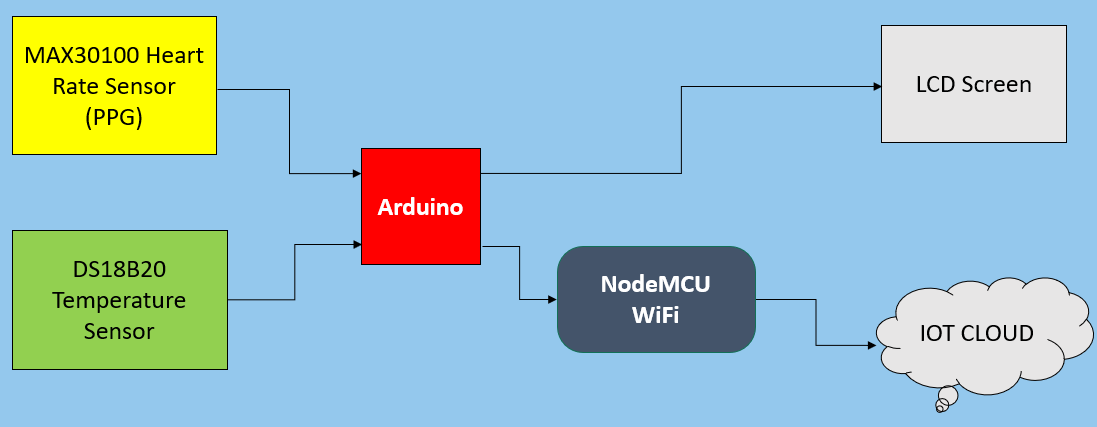 MAX30100 Heart
Rate Sensor
(PPG)
LCD Screen
Arduino
DS18B20
Temperature
Sensor
NodeMCU
WiFi
IOT CLOUD